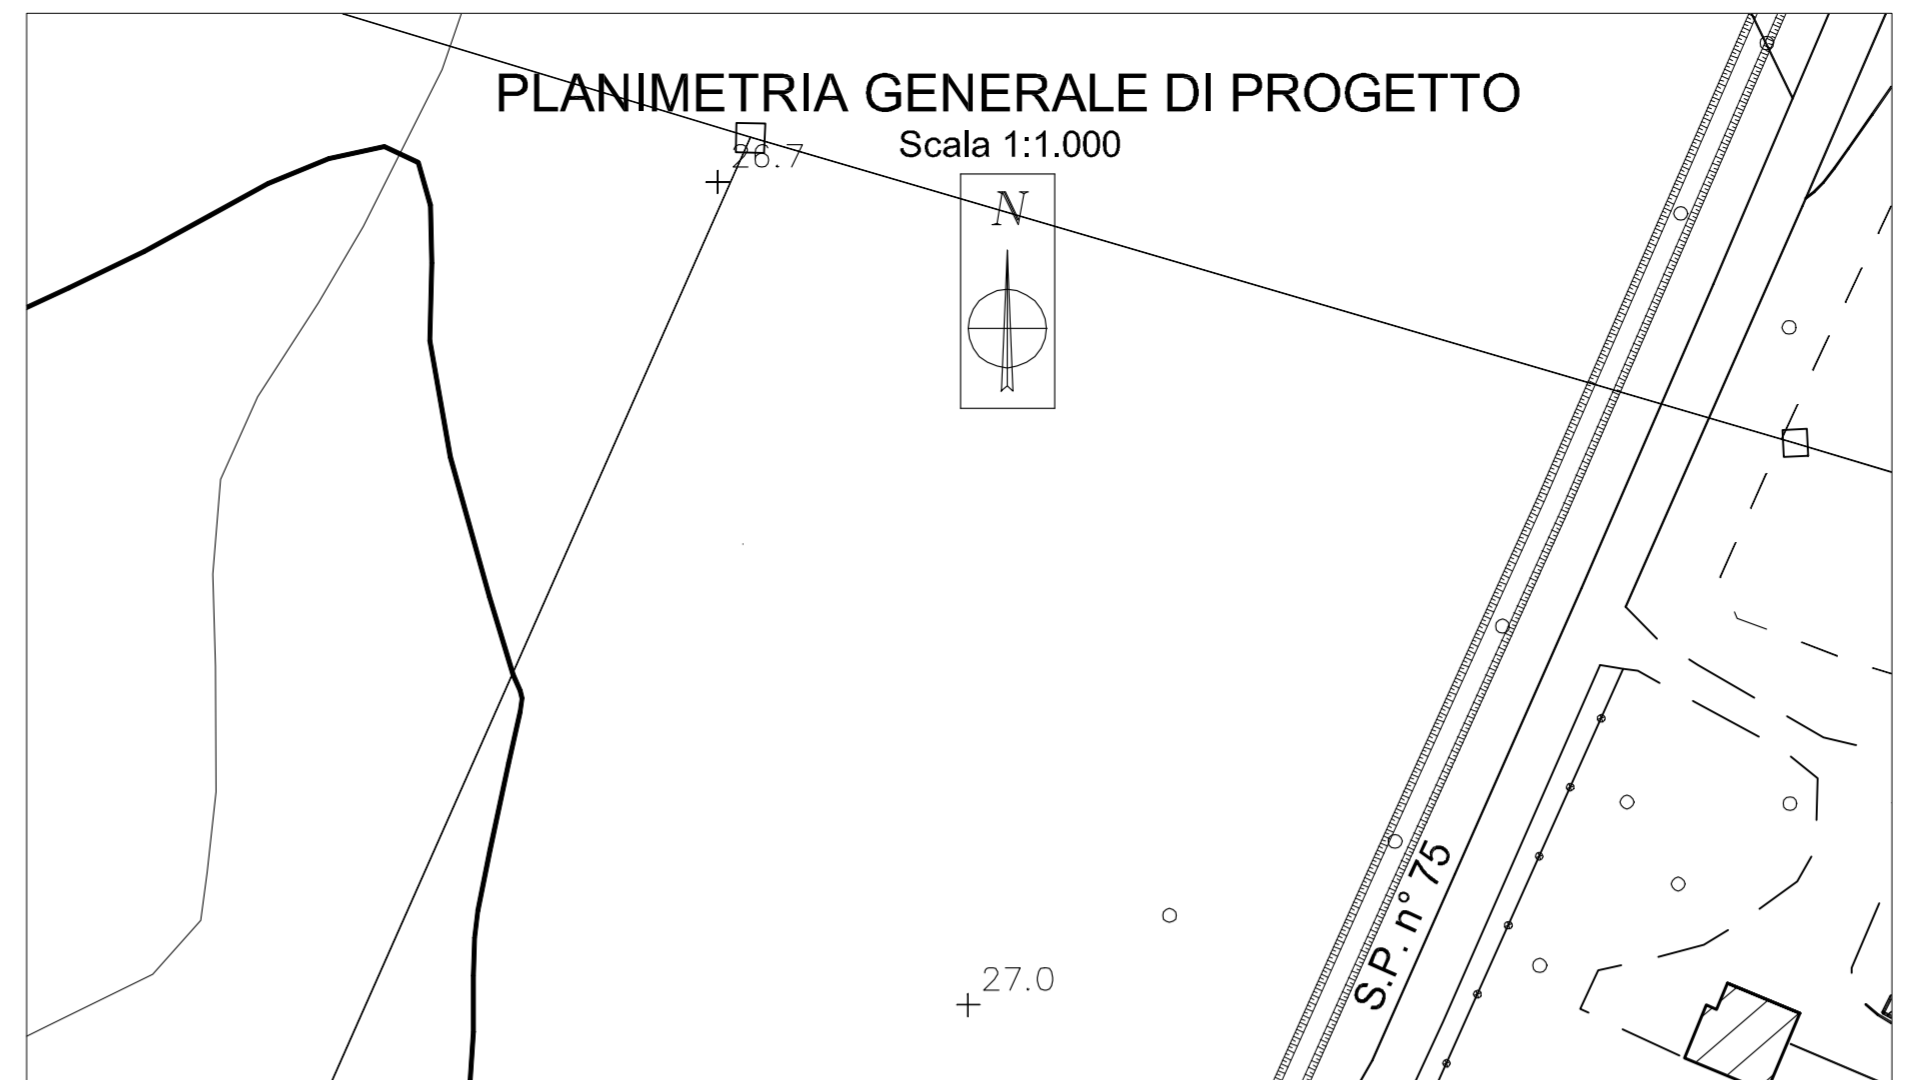 PLANIMETRIA GENERALE DI PROGETTO
Scala 1:1.000
26.7
N
S.P. n° 75
27.0